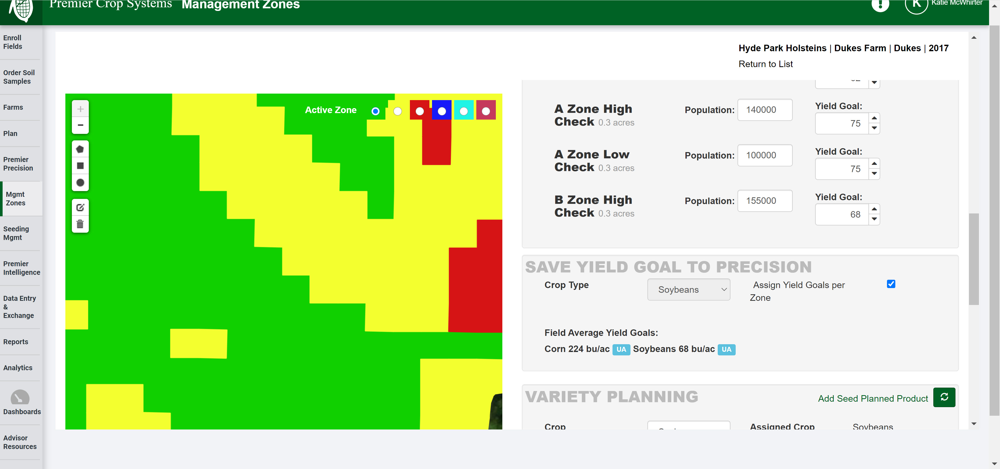 Premier Crop Systems Management Zones
Katie McWhirter
K
Enroll
Fields
Order Soil
Samples
Farms
Plan
Premier
Precision
Mgmt
Zones
Seeding
Mgmt
Premier
Intelligence
Data Entry
&
Exchange
Reports
Analytics
Dashboards
Advisor
Resources
Hyde Park Holsteins | Dukes Farm | Dukes | 2017
Return to List
Active Zone
A Zone High
Check 0.3 acres
Population: 140000
Yield Goal:
75
A Zone Low
Check 0.3 acres
Population: 100000
Yield Goal:
75
B Zone High
Check 0.3 acres
Population: 155000
Yield Goal:
68
SAVE YIELD GOAL TO PRECISION
Crop Type
Soybeans
Assign Yield Goals per
Zone
Field Average Yield Goals:
Corn 224 bu/ac UA Soybeans 68 bu/ac UA
VARIETY PLANNING
Add Seed Planned Product
Crop
Assigned Crop
Soybeans